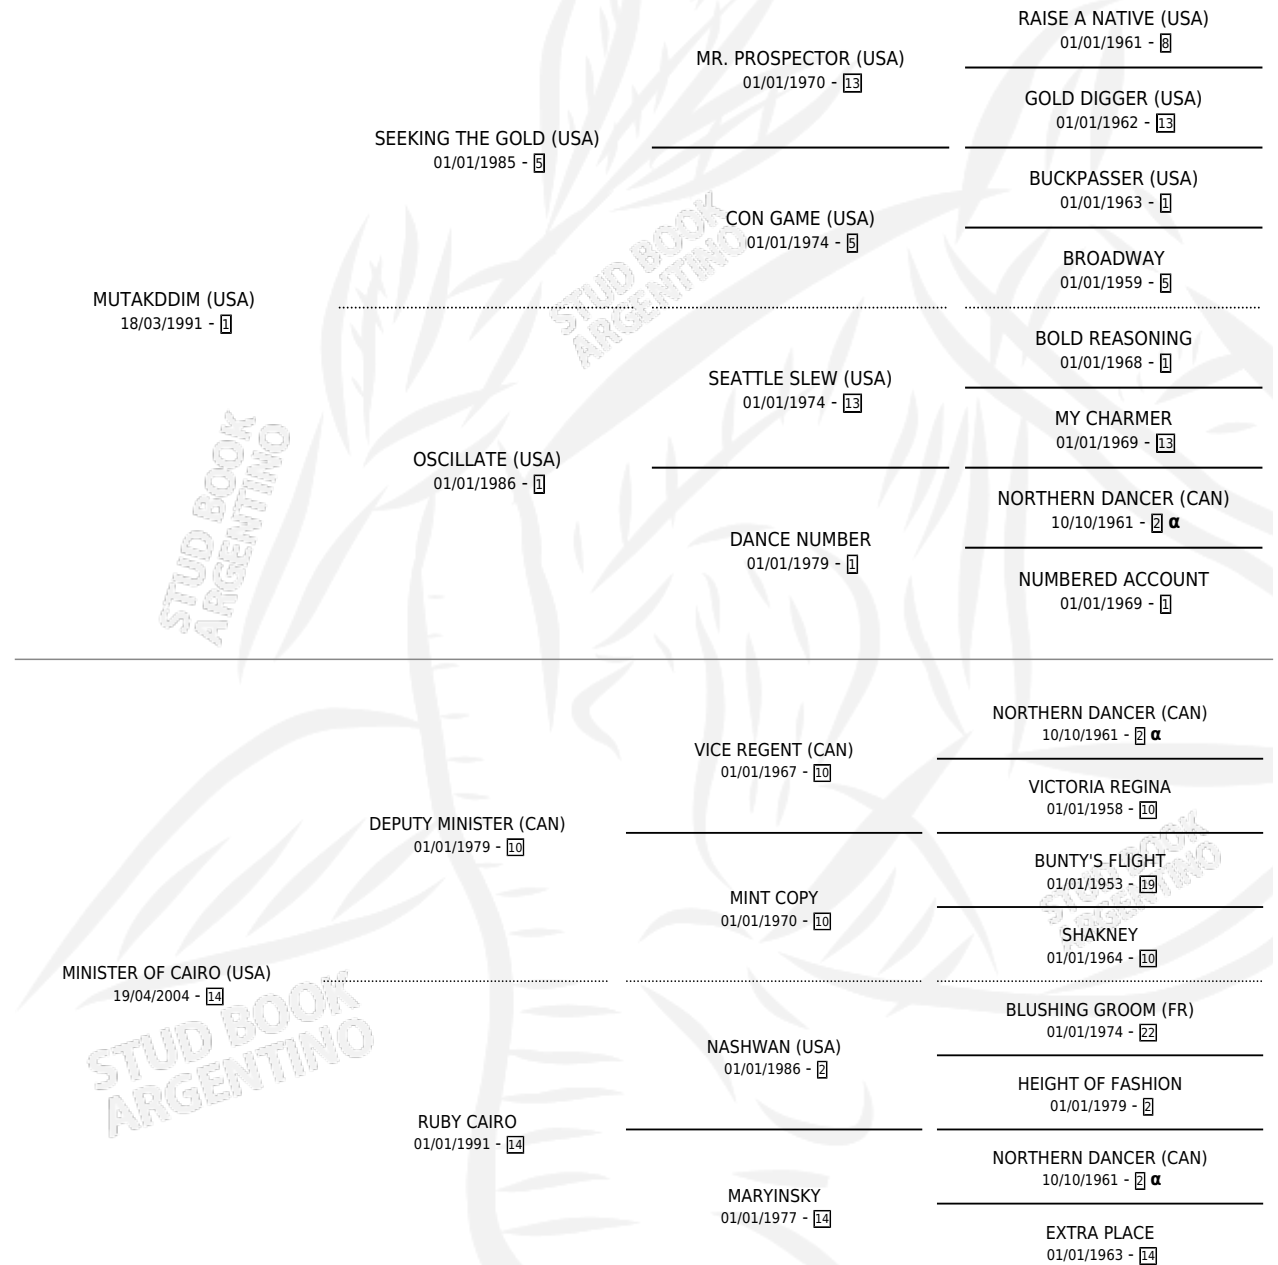 RAISE A NATIVE (USA)
01/01/1961 - 8
MR. PROSPECTOR (USA)
01/01/1970 - 13
GOLD DIGGER (USA)
01/01/1962 - 13
SEEKING THE GOLD (USA)
01/01/1985 - 5
BUCKPASSER (USA)
01/01/1963 - 1
CON GAME (USA)
01/01/1974 - 5
BROADWAY
01/01/1959 - 5
STUD BOOK
ARGENTINO
MUTAKDDIM (USA)
18/03/1991 - 1
BOLD REASONING
01/01/1968 - 1
SEATTLE SLEW (USA)
01/01/1974 - 13
MY CHARMER
01/01/1969 - 13
OSCILLATE (USA)
01/01/1986 - 1
STUD BOOK
ARGENTINO
NORTHERN DANCER (CAN)
10/10/1961 - 2 α
DANCE NUMBER
01/01/1979 - 1
NUMBERED ACCOUNT
01/01/1969 - 1
NORTHERN DANCER (CAN)
10/10/1961 - 2 α
VICE REGENT (CAN)
01/01/1967 - 10
VICTORIA REGINA
01/01/1958 - 10
DEPUTY MINISTER (CAN)
01/01/1979 - 10
BUNTY'S FLIGHT
01/01/1953 - 19
STUD BOOK
ARGENTINO
MINT COPY
01/01/1970 - 10
SHAKNEY
01/01/1964 - 10
MINISTER OF CAIRO (USA)
19/04/2004 - 14
STUD BOOK
ARGENTINO
BLUSHING GROOM (FR)
01/01/1974 - 22
NASHWAN (USA)
01/01/1986 - 2
HEIGHT OF FASHION
01/01/1979 - 2
RUBY CAIRO
01/01/1991 - 14
NORTHERN DANCER (CAN)
10/10/1961 - 2 α
MARYINSKY
01/01/1977 - 14
EXTRA PLACE
01/01/1963 - 14